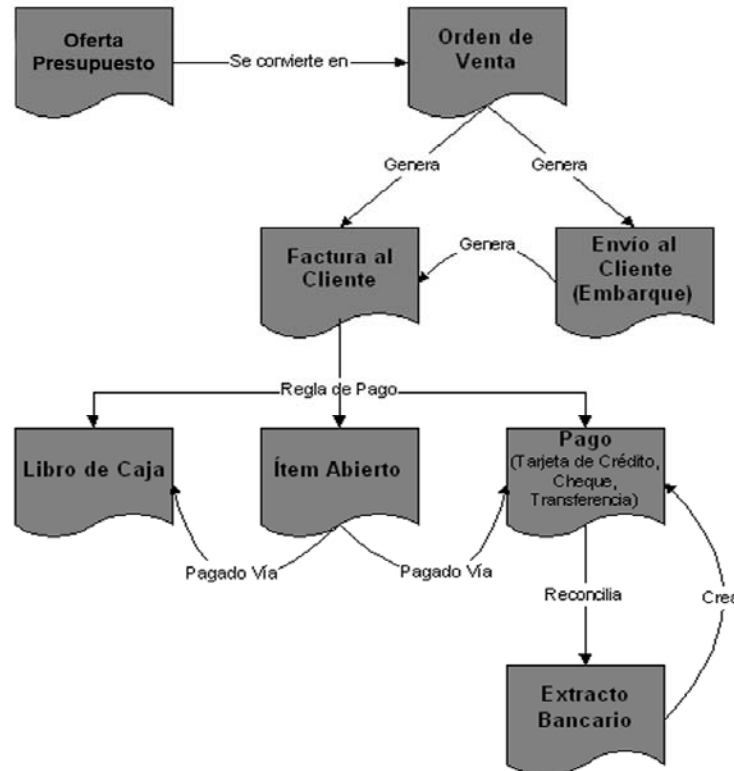 Oferta
Presupuesto
Se convierte en
Orden de
Venta
Genera
Genera
Factura al
Cliente
Genera
Envío al
Cliente
(Embarque)
Regla de Pago
Libro de Caja
Ítem Abierto
Pago
(Tarjeta de Crédito,
Cheque,
Transferencia)
Pagado Vía
Pagado Vía
Reconcilia
Crea
Extracto
Bancario